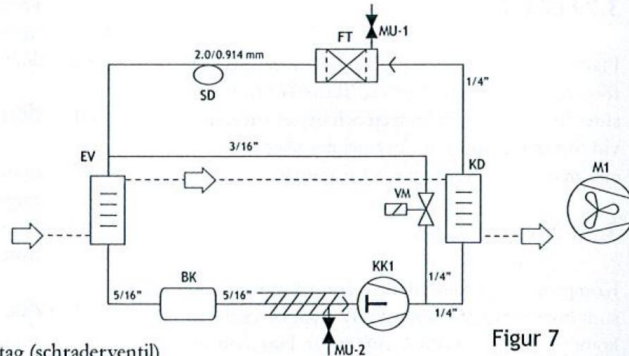 FT
MU-1
2.0/0.914 mm
SD
1/4"
EV
3/16"
KD
M1
VM
BK
KK1
5/16"
5/16"
1/4"
1/4"
MU-2
Figur 7
tag (schraderventil)